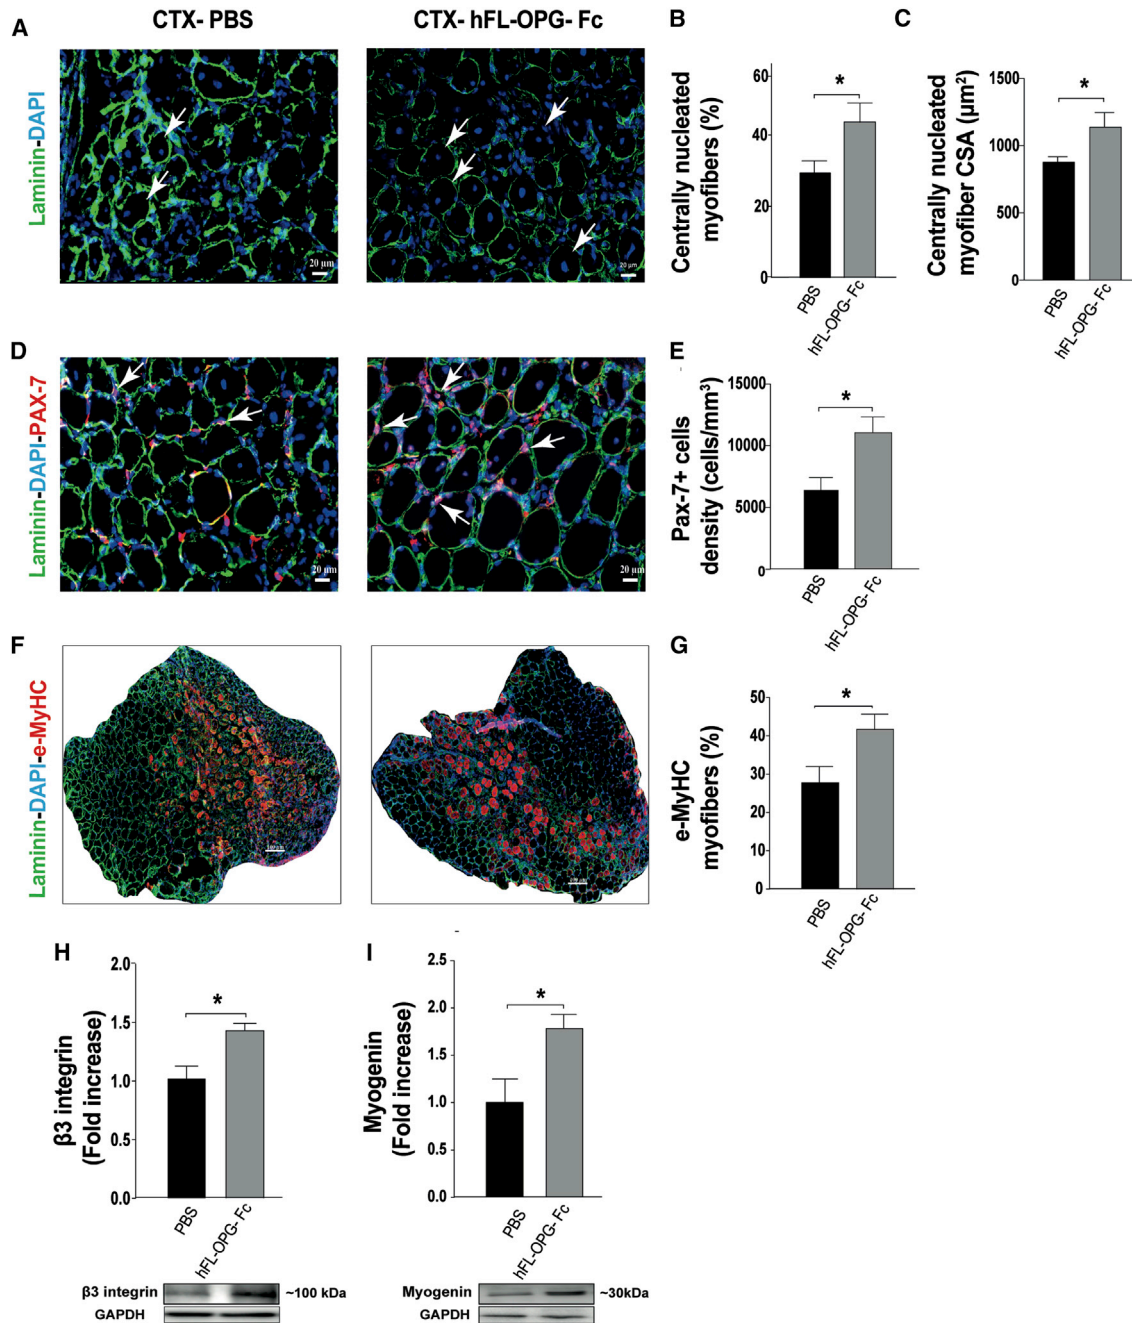 CTX- PBS
CTX- hFL-OPG- Fc
A
Laminin-DAPI
20 µm
20 µm
B
Centrally nucleated
myofibers (%)
60
40
20
0
*
PBS
hFL-OPG- Fc
C
Centrally nucleated
myofiber CSA (µm²)
1500
1000
500
0
*
PBS
hFL-OPG- Fc
D
Laminin-DAPI-PAX-7
20 µm
20 µm
E
Pax-7+ cells
density (cells/mm³)
15000
10000
5000
0
*
PBS
hFL-OPG- Fc
F
Laminin-DAPI-e-MyHC
G
e-MyHC
myofibers (%)
50
40
30
20
10
0
*
PBS
hFL-OPG- Fc
H
β3 integrin
(Fold increase)
2.0
1.5
1.0
0.5
0.0
*
PBS
hFL-OPG- Fc
β3 integrin
~100 kDa
GAPDH
I
Myogenin
(Fold increase)
2.5
2.0
1.5
1.0
0.5
0.0
*
PBS
hFL-OPG- Fc
Myogenin
~30kDa
GAPDH